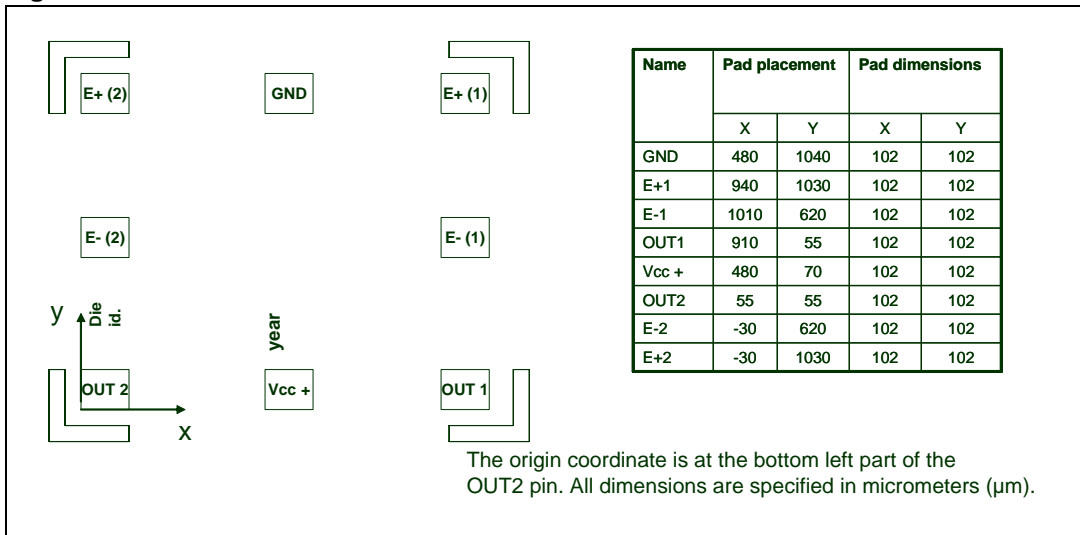 E+ (2)
GND
E+ (1)
E- (2)
E- (1)
y
Die
id.
year
OUT 2
Vcc +
OUT 1
x
Name Pad placement Pad dimensions
X Y X Y
GND 480 1040 102 102
E+1 940 1030 102 102
E-1 1010 620 102 102
OUT1 910 55 102 102
Vcc + 480 70 102 102
OUT2 55 55 102 102
E-2 -30 620 102 102
E+2 -30 1030 102 102
The origin coordinate is at the bottom left part of the
OUT2 pin. All dimensions are specified in micrometers (µm).